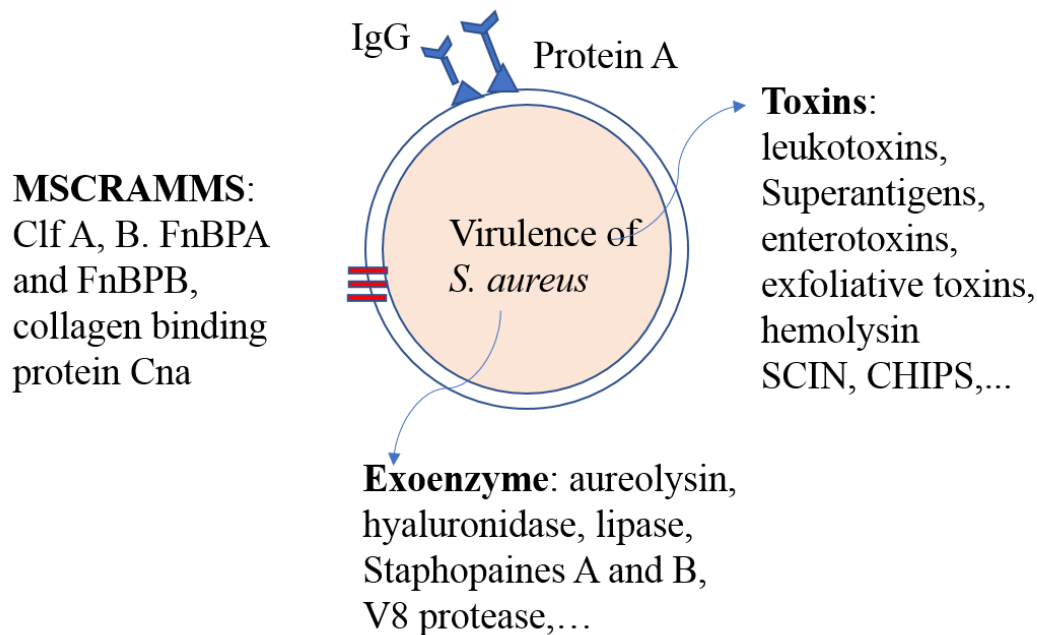 IgG
Protein A
Toxins:
leukotoxins,
Superantigens,
enterotoxins,
exfoliative toxins,
hemolysin
SCIN, CHIPS,...
MSCRAMMS:
Clf A, B. FnBPA
and FnBPB,
collagen binding
protein Cna
Virulence of
S. aureus
Exoenzyme: aureolysin,
hyaluronidase, lipase,
Staphopaines A and B,
V8 protease,…